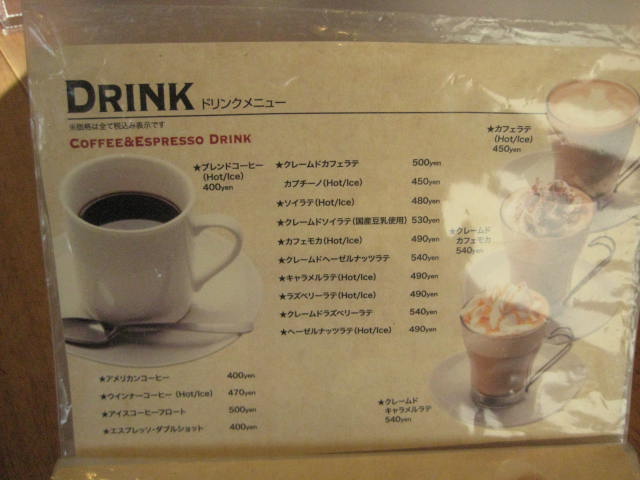 DRINK ドリンクメニュー
※価格は全て税込み表示です
COFFEE&ESPRESSO DRINK
★ブレンドコーヒー
(Hot/Ice)
400yen
★クレームドカフェラテ 500yen
カプチーノ(Hot/Ice) 450yen
★ソイラテ(Hot/Ice) 480yen
★クレームドソイラテ(国産豆乳使用) 530yen
★カフェモカ(Hot/Ice) 490yen
★クレームドヘーゼルナッツラテ 540yen
★キャラメルラテ(Hot/Ice) 490yen
★ラズベリーラテ(Hot/Ice) 490yen
★クレームドラズベリーラテ 540yen
★ヘーゼルナッツラテ(Hot/Ice) 490yen
★カフェラテ
(Hot/Ice)
450yen
★クレームド
カフェモカ
540yen
★クレームド
キャラメルラテ
540yen
★アメリカンコーヒー 400yen
★ウインナーコーヒー(Hot/Ice) 470yen
★アイスコーヒーフロート 500yen
★エスプレッソ・ダブルショット 400yen